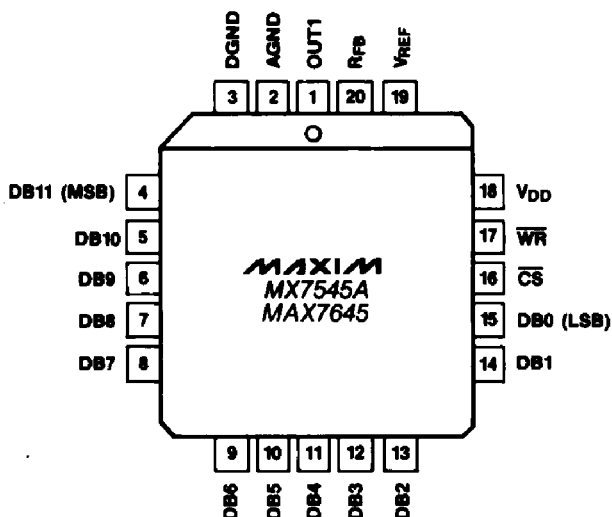 DGND
AGND
OUT1
RFB
VREF
3
2
1
20
19
DB11 (MSB) 4
18 VDD
DB10 5
17 WR
DB9 6
16 CS
DB8 7
15 DB0 (LSB)
DB7 8
14 DB1
MAXIM
MX7545A
MAX7645
9
10
11
12
13
DB6
DB5
DB4
DB3
DB2